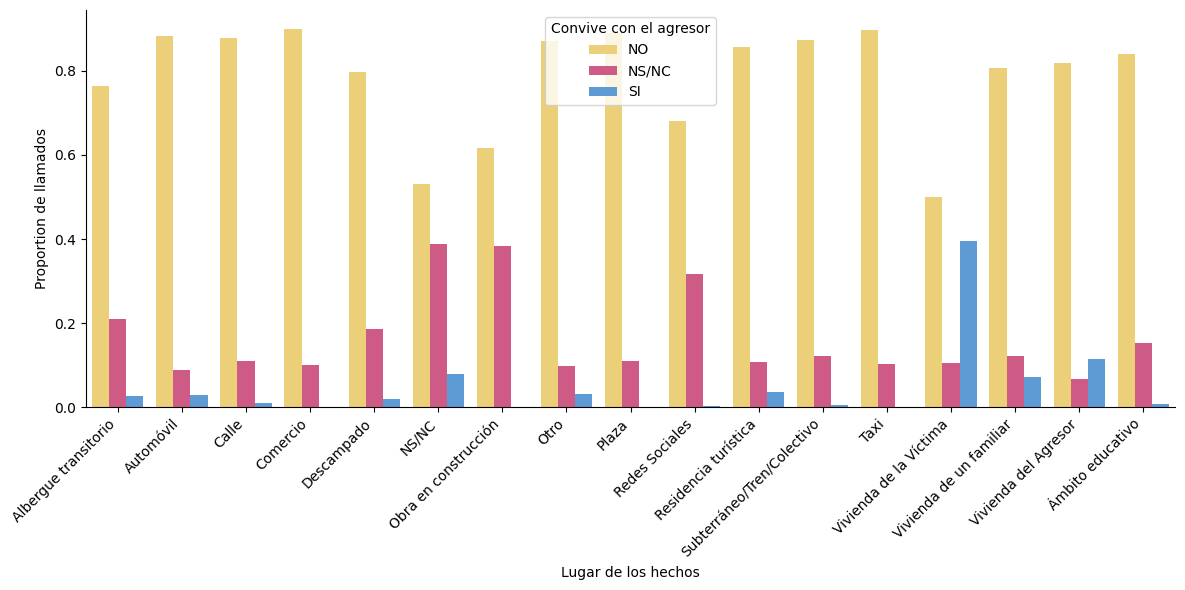 Convive con el agresor
NO
NS/NC
SI
Proportion de llamados
0.8
0.6
0.4
0.2
0.0
Albergue transitorio
Automóvil
Calle
Comercio
Descampado
NS/NC
Obra en construcción
Otro
Plaza
Redes Sociales
Residencia turística
Subterráneo/Tren/Colectivo
Taxi
Vivienda de la Víctima
Vivienda de un familiar
Vivienda del Agresor
Ámbito educativo
Lugar de los hechos